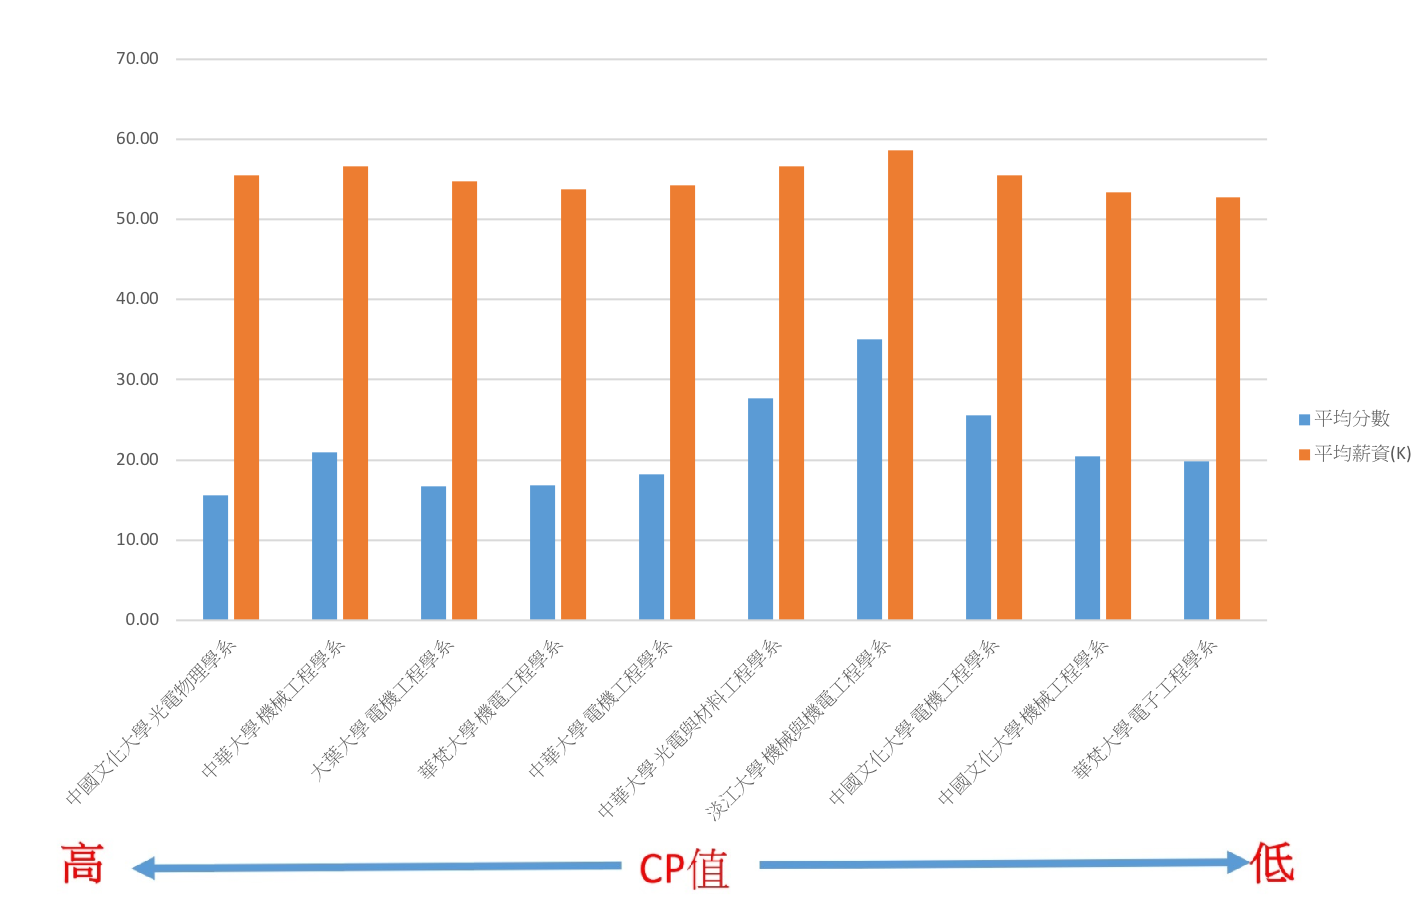 70.00
60.00
50.00
40.00
30.00
20.00
10.00
0.00
平均分數
平均薪資(K)
中國文化大學 光電物理學系
中華大學 機械工程學系
大葉大學 電機工程學系
華梵大學 機電工程學系
中華大學 電機工程學系
中華大學 光電與材料工程學系
淡江大學 機械與機電工程學系
中國文化大學 電機工程學系
中國文化大學 機械工程學系
華梵大學 電子工程學系
高 CP值 低